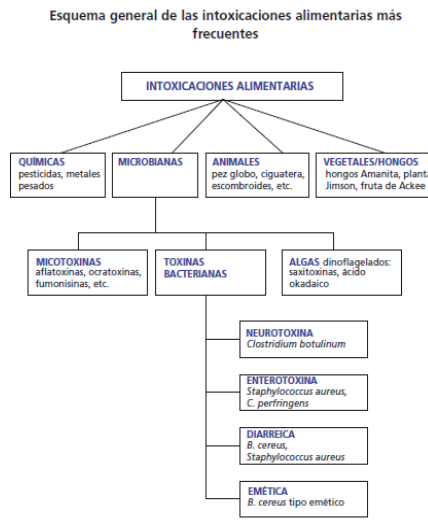 Esquema general de las intoxicaciones alimentarias más
frecuentes
INTOXICACIONES ALIMENTARIAS
QUÍMICAS
pesticidas, metales
pesados
MICROBIANAS
ANIMALES
pez globo, ciguatera,
escombroides, etc.
VEGETALES/HONGOS
hongos Amanita, planta
Jimson, fruta de Ackee
MICOTOXINAS
aflatoxinas, ocratoxinas,
fumonisinas, etc.
TOXINAS
BACTERIANAS
ALGAS dinoflagelados:
saxitoxinas, ácido
okadaico
NEUROTOXINA
Clostridium botulinum
ENTEROTOXINA
Staphylococcus aureus,
C. perfringens
DIARREICA
B. cereus,
Staphylococcus aureus
EMÉTICA
B. cereus tipo emético